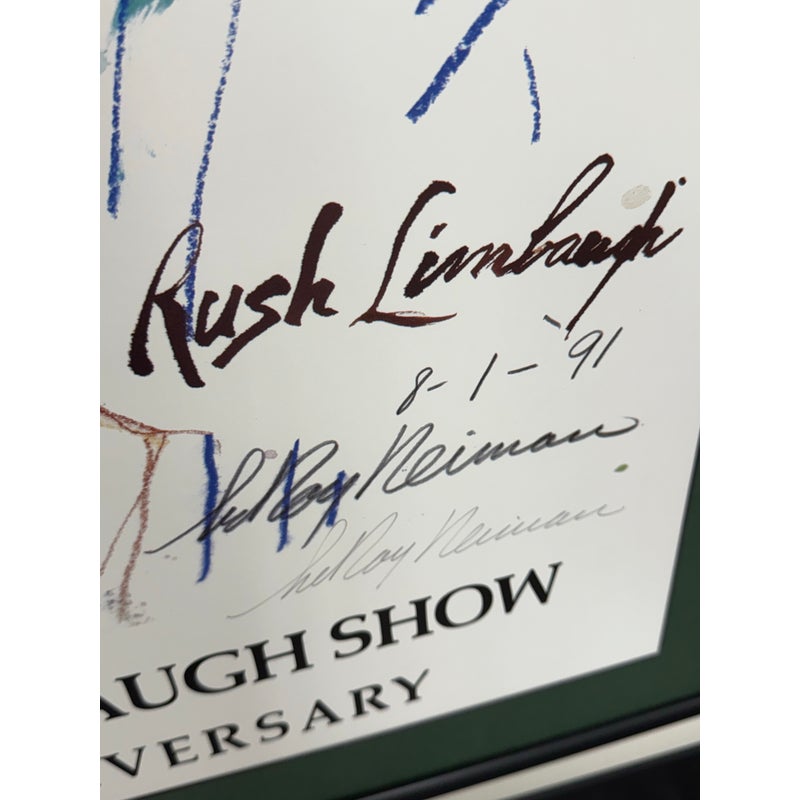 Rush Limbaugh
8-1-'91
LeRoy Neiman
LeRoy Neiman
AUGH SHOW
VERSARY